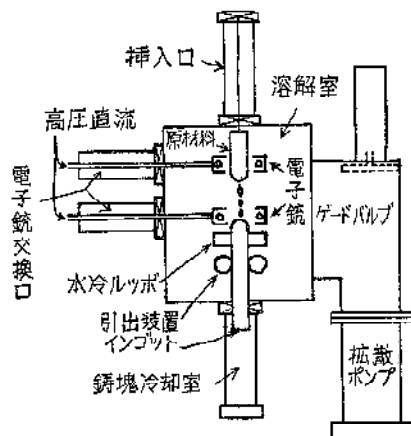 挿入口
溶解室
高圧直流
原材料
電子銃
電子銃交換口
ゲードバルブ
水冷ルツボ
引出装置
インゴット
拡散
ポンプ
鋳塊冷却室